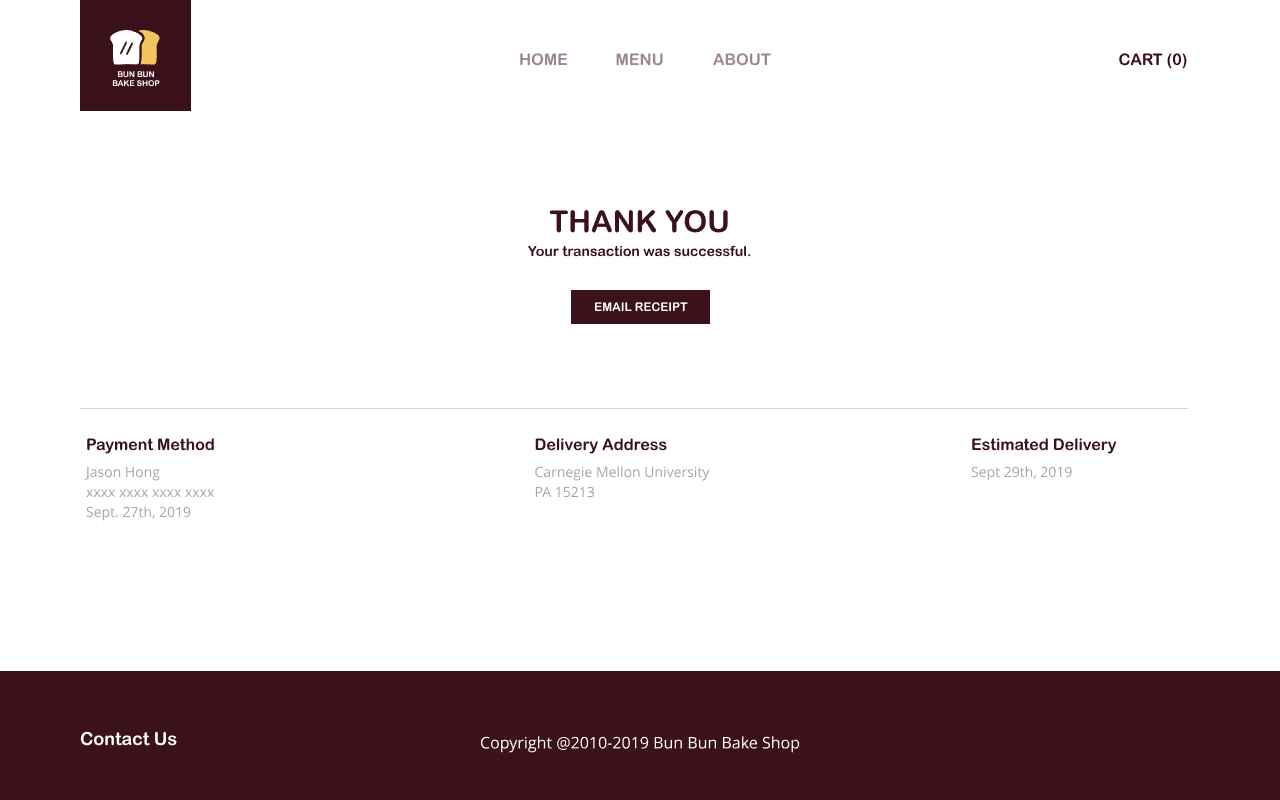 BUN BUN
BAKE SHOP
HOME MENU ABOUT CART (0)
THANK YOU
Your transaction was successful.
EMAIL RECEIPT
Payment Method
Jason Hong
xxxx xxxx xxxx xxxx
Sept. 27th, 2019
Delivery Address
Carnegie Mellon University
PA 15213
Estimated Delivery
Sept 29th, 2019
Contact Us
Copyright @2010-2019 Bun Bun Bake Shop